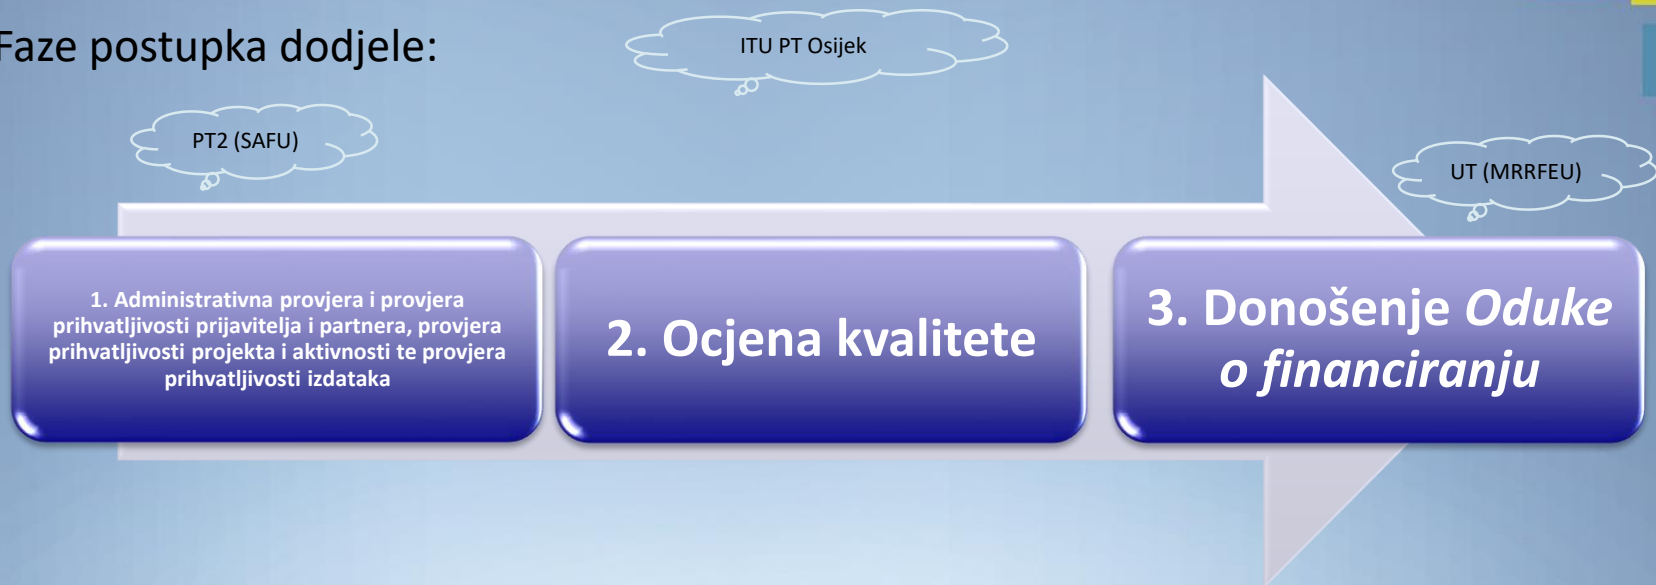 Faze postupka dodjele:
ITU PT Osijek
PT2 (SAFU)
UT (MRRFEU)
1. Administrativna provjera i provjera
prihvatljivosti prijavitelja i partnera, provjera
prihvatljivosti projekta i aktivnosti te provjera
prihvatljivosti izdataka
2. Ocjena kvalitete
3. Donošenje Oduke
o financiranju